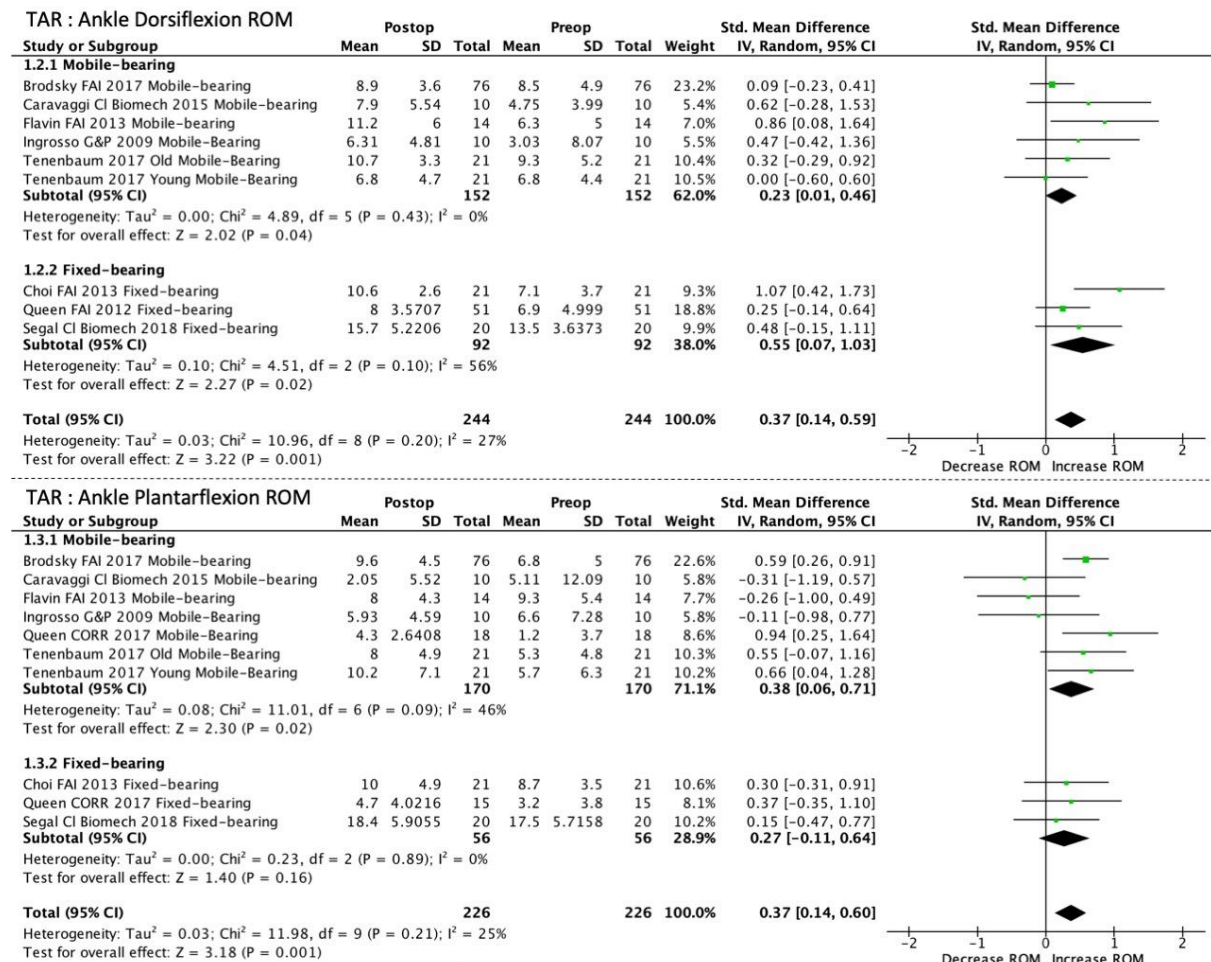 TAR : Ankle Dorsiflexion ROM
Postop Preop Std. Mean Difference Std. Mean Difference
Study or Subgroup Mean SD Total Mean SD Total Weight IV, Random, 95% CI IV, Random, 95% CI
1.2.1 Mobile-bearing
Brodsky FAI 2017 Mobile-bearing 8.9 3.6 76 8.5 4.9 76 23.2% 0.09 [-0.23, 0.41]
Caravaggi Cl Biomech 2015 Mobile-bearing 7.9 5.54 10 4.75 3.99 10 5.4% 0.62 [-0.28, 1.53]
Flavin FAI 2013 Mobile-bearing 11.2 6 14 6.3 5 14 7.0% 0.86 [0.08, 1.64]
Ingrosso G&P 2009 Mobile-Bearing 6.31 4.81 10 3.03 8.07 10 5.5% 0.47 [-0.42, 1.36]
Tenenbaum 2017 Old Mobile-Bearing 10.7 3.3 21 9.3 5.2 21 10.4% 0.32 [-0.29, 0.92]
Tenenbaum 2017 Young Mobile-Bearing 6.8 4.7 21 6.8 4.4 21 10.5% 0.00 [-0.60, 0.60]
Subtotal (95% CI) 152 152 62.0% 0.23 [0.01, 0.46]
Heterogeneity: Tau² = 0.00; Chi² = 4.89, df = 5 (P = 0.43); I² = 0%
Test for overall effect: Z = 2.02 (P = 0.04)
1.2.2 Fixed-bearing
Choi FAI 2013 Fixed-bearing 10.6 2.6 21 7.1 3.7 21 9.3% 1.07 [0.42, 1.73]
Queen FAI 2012 Fixed-bearing 8 3.5707 51 6.9 4.999 51 18.8% 0.25 [-0.14, 0.64]
Segal Cl Biomech 2018 Fixed-bearing 15.7 5.2206 20 13.5 3.6373 20 9.9% 0.48 [-0.15, 1.11]
Subtotal (95% CI) 92 92 38.0% 0.55 [0.07, 1.03]
Heterogeneity: Tau² = 0.10; Chi² = 4.51, df = 2 (P = 0.10); I² = 56%
Test for overall effect: Z = 2.27 (P = 0.02)
Total (95% CI) 244 244 100.0% 0.37 [0.14, 0.59]
Heterogeneity: Tau² = 0.03; Chi² = 10.96, df = 8 (P = 0.20); I² = 27%
Test for overall effect: Z = 3.22 (P = 0.001)
-2 -1 0 1 2
Decrease ROM Increase ROM
TAR : Ankle Plantarflexion ROM
Postop Preop Std. Mean Difference Std. Mean Difference
Study or Subgroup Mean SD Total Mean SD Total Weight IV, Random, 95% CI IV, Random, 95% CI
1.3.1 Mobile-bearing
Brodsky FAI 2017 Mobile-bearing 9.6 4.5 76 6.8 5 76 22.6% 0.59 [0.26, 0.91]
Caravaggi Cl Biomech 2015 Mobile-bearing 2.05 5.52 10 5.11 12.09 10 5.8% -0.31 [-1.19, 0.57]
Flavin FAI 2013 Mobile-bearing 8 4.3 14 9.3 5.4 14 7.7% -0.26 [-1.00, 0.49]
Ingrosso G&P 2009 Mobile-Bearing 5.93 4.59 10 6.6 7.28 10 5.8% -0.11 [-0.98, 0.77]
Queen CORR 2017 Mobile-Bearing 4.3 2.6408 18 1.2 3.7 18 8.6% 0.94 [0.25, 1.64]
Tenenbaum 2017 Old Mobile-Bearing 8 4.9 21 5.3 4.8 21 10.3% 0.55 [-0.07, 1.16]
Tenenbaum 2017 Young Mobile-Bearing 10.2 7.1 21 5.7 6.3 21 10.2% 0.66 [0.04, 1.28]
Subtotal (95% CI) 170 170 71.1% 0.38 [0.06, 0.71]
Heterogeneity: Tau² = 0.08; Chi² = 11.01, df = 6 (P = 0.09); I² = 46%
Test for overall effect: Z = 2.30 (P = 0.02)
1.3.2 Fixed-bearing
Choi FAI 2013 Fixed-bearing 10 4.9 21 8.7 3.5 21 10.6% 0.30 [-0.31, 0.91]
Queen CORR 2017 Fixed-bearing 4.7 4.0216 15 3.2 3.8 15 8.1% 0.37 [-0.35, 1.10]
Segal Cl Biomech 2018 Fixed-bearing 18.4 5.9055 20 17.5 5.7158 20 10.2% 0.15 [-0.47, 0.77]
Subtotal (95% CI) 56 56 28.9% 0.27 [-0.11, 0.64]
Heterogeneity: Tau² = 0.00; Chi² = 0.23, df = 2 (P = 0.89); I² = 0%
Test for overall effect: Z = 1.40 (P = 0.16)
Total (95% CI) 226 226 100.0% 0.37 [0.14, 0.60]
Heterogeneity: Tau² = 0.03; Chi² = 11.98, df = 9 (P = 0.21); I² = 25%
Test for overall effect: Z = 3.18 (P = 0.001)
-2 -1 0 1 2
Decrease ROM Increase ROM